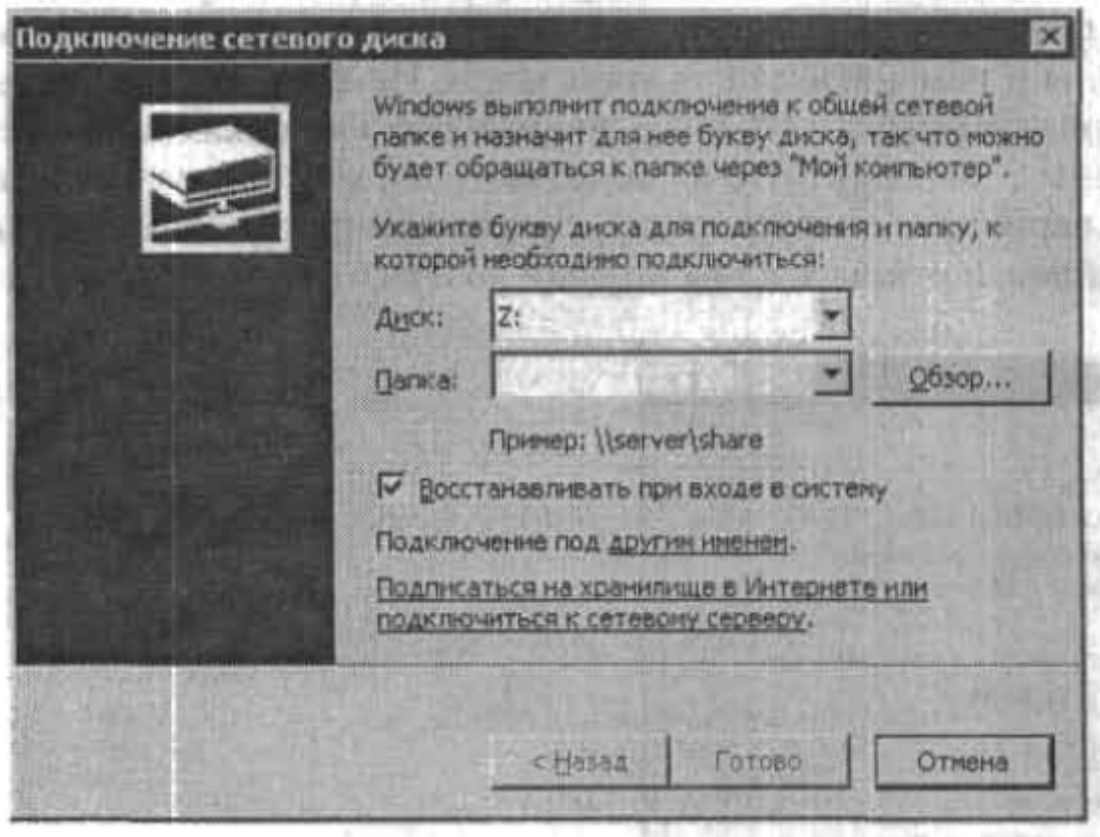 Подключение сетевого диска
Windows выполнит подключение к общей сетевой
папке и назначит для нее букву диска, так что можно
будет обращаться к папке через "Мой компьютер".
Укажите букву диска для подключения и папку, к
которой необходимо подключиться:
Диск: Z:
Папка: Обзор...
Пример: \\server\share
Восстанавливать при входе в систему
Подключение под другим именем.
Подписаться на хранилище в Интернете или
подключиться к сетевому серверу.
< Назад Готово Отмена